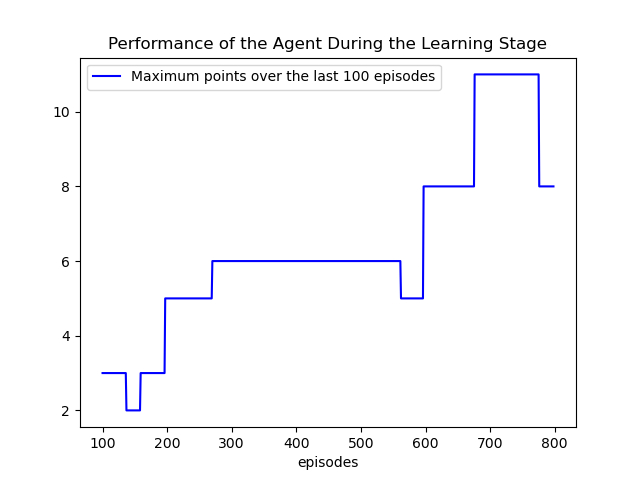 Performance of the Agent During the Learning Stage
Maximum points over the last 100 episodes
10
8
6
4
2
100 200 300 400 500 600 700 800
episodes